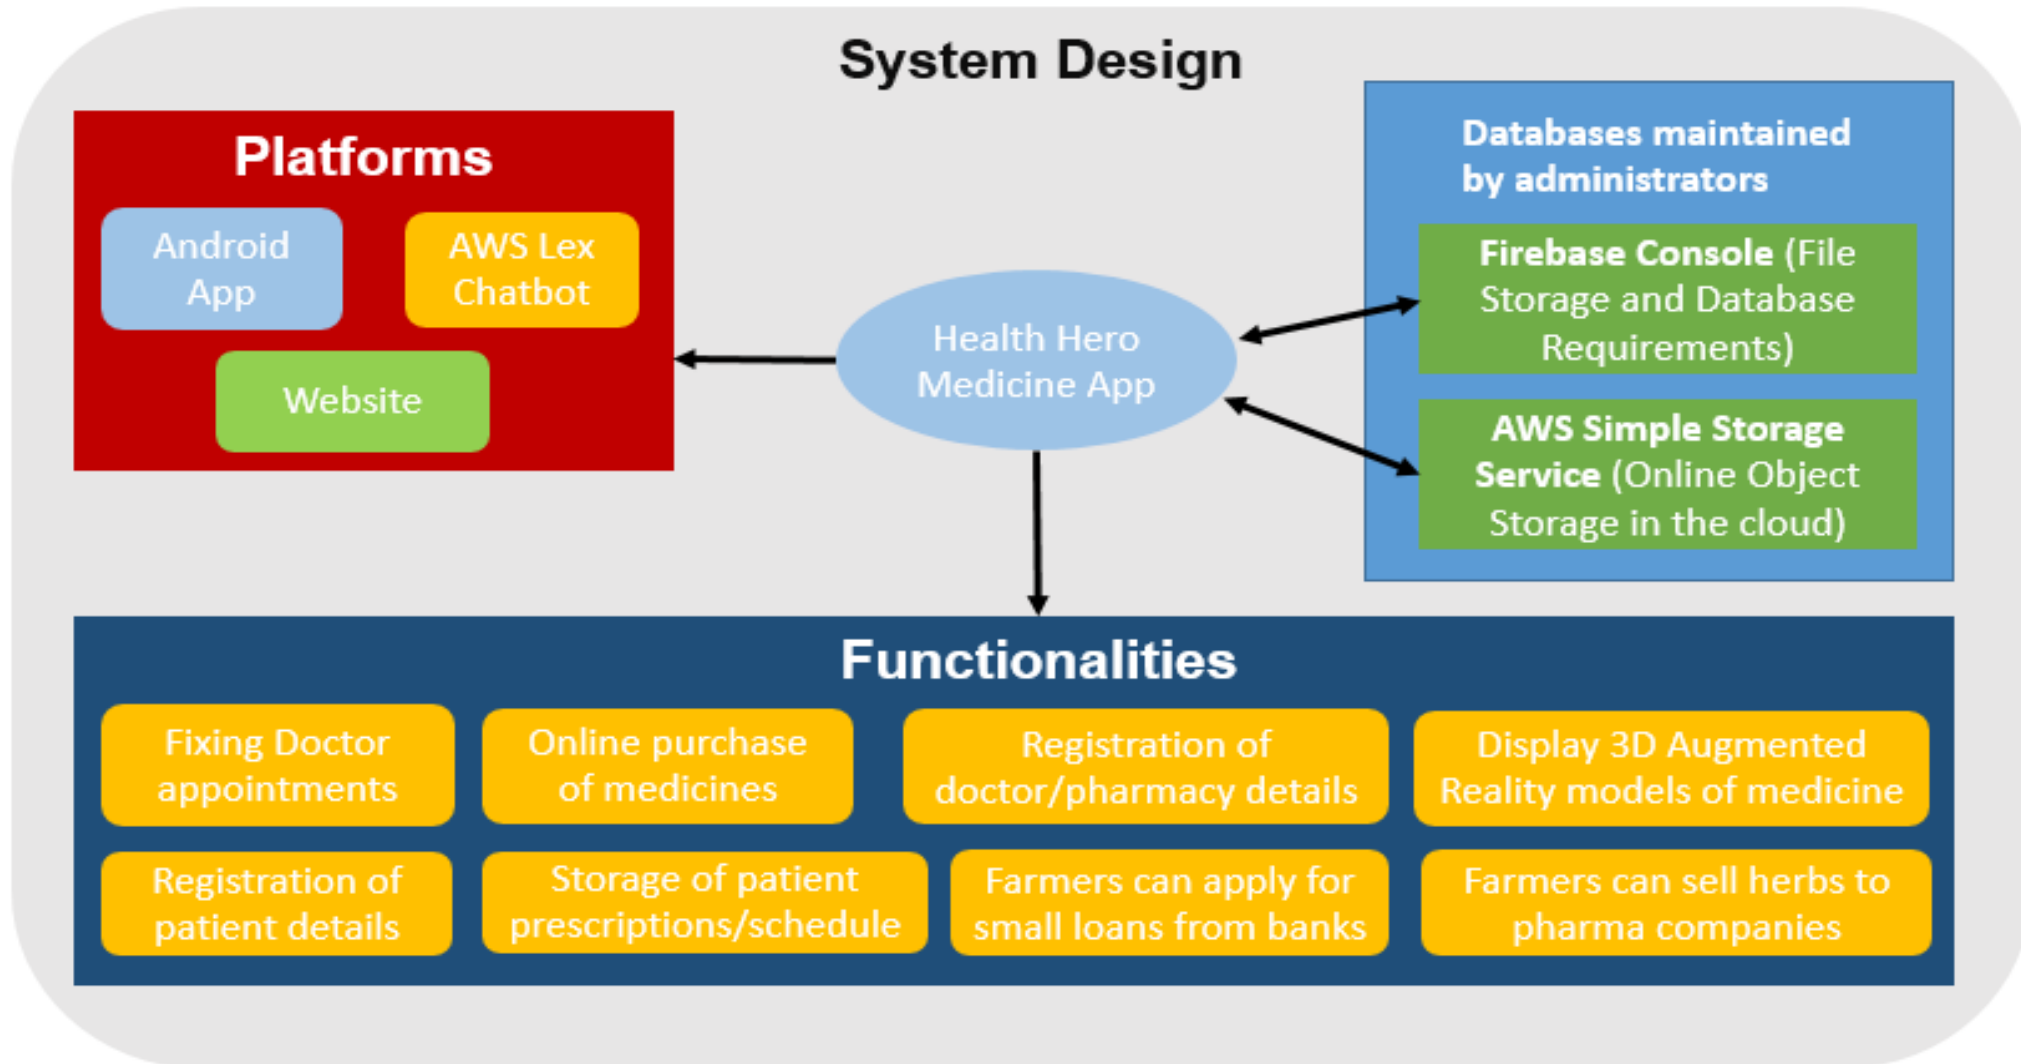 System Design
Platforms
Android
App
AWS Lex
Chatbot
Website
Health Hero
Medicine App
Databases maintained
by administrators
Firebase Console (File
Storage and Database
Requirements)
AWS Simple Storage
Service (Online Object
Storage in the cloud)
Functionalities
Fixing Doctor
appointments
Online purchase
of medicines
Registration of
doctor/pharmacy details
Display 3D Augmented
Reality models of medicine
Registration of
patient details
Storage of patient
prescriptions/schedule
Farmers can apply for
small loans from banks
Farmers can sell herbs to
pharma companies